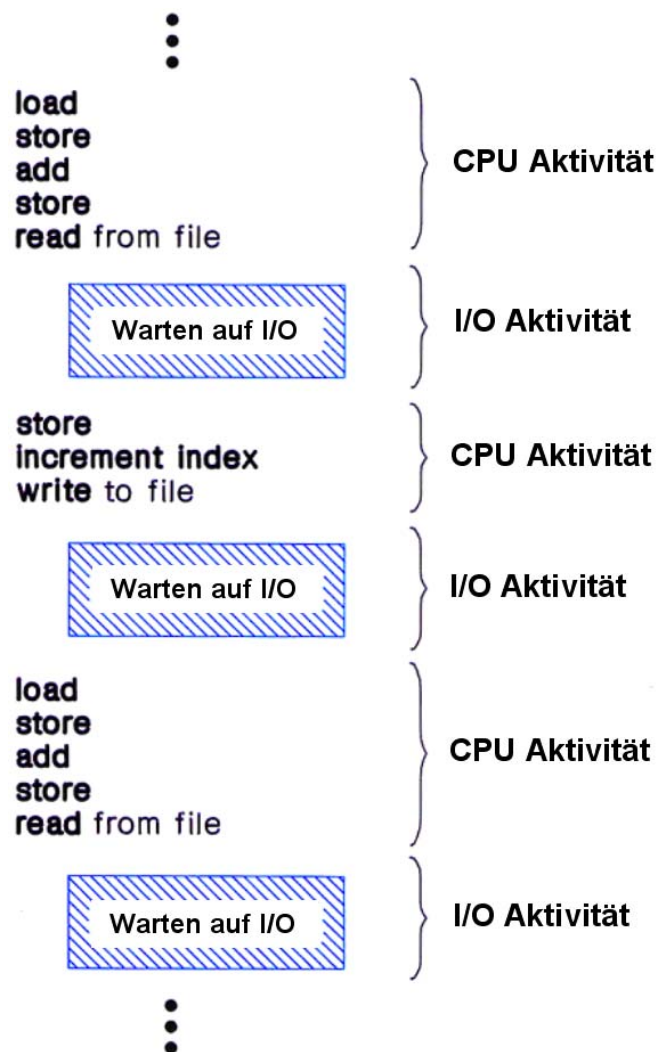 load
store
add
store
read from file
CPU Aktivität
Warten auf I/O
I/O Aktivität
store
increment index
write to file
CPU Aktivität
Warten auf I/O
I/O Aktivität
load
store
add
store
read from file
CPU Aktivität
Warten auf I/O
I/O Aktivität